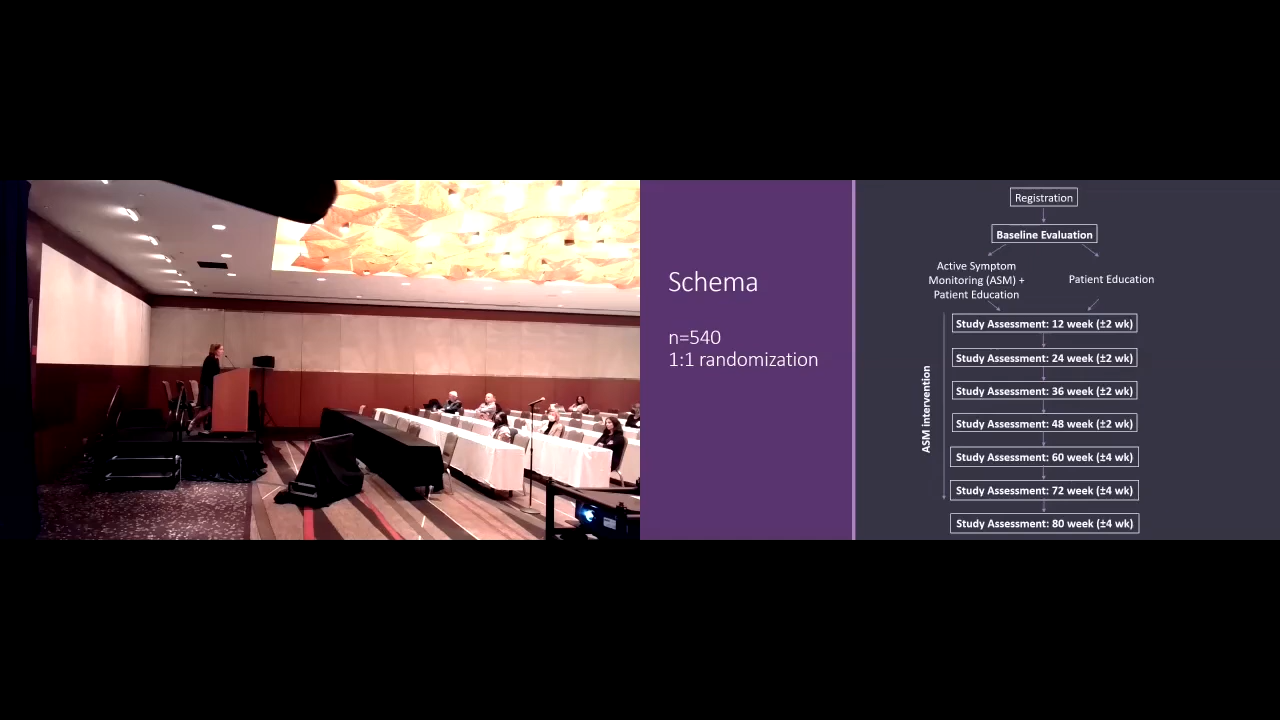 Schema
n=540
1:1 randomization
Registration
Baseline Evaluation
Active Symptom
Monitoring (ASM) +
Patient Education
Patient Education
ASM intervention
Study Assessment: 12 week (±2 wk)
Study Assessment: 24 week (±2 wk)
Study Assessment: 36 week (±2 wk)
Study Assessment: 48 week (±2 wk)
Study Assessment: 60 week (±4 wk)
Study Assessment: 72 week (±4 wk)
Study Assessment: 80 week (±4 wk)